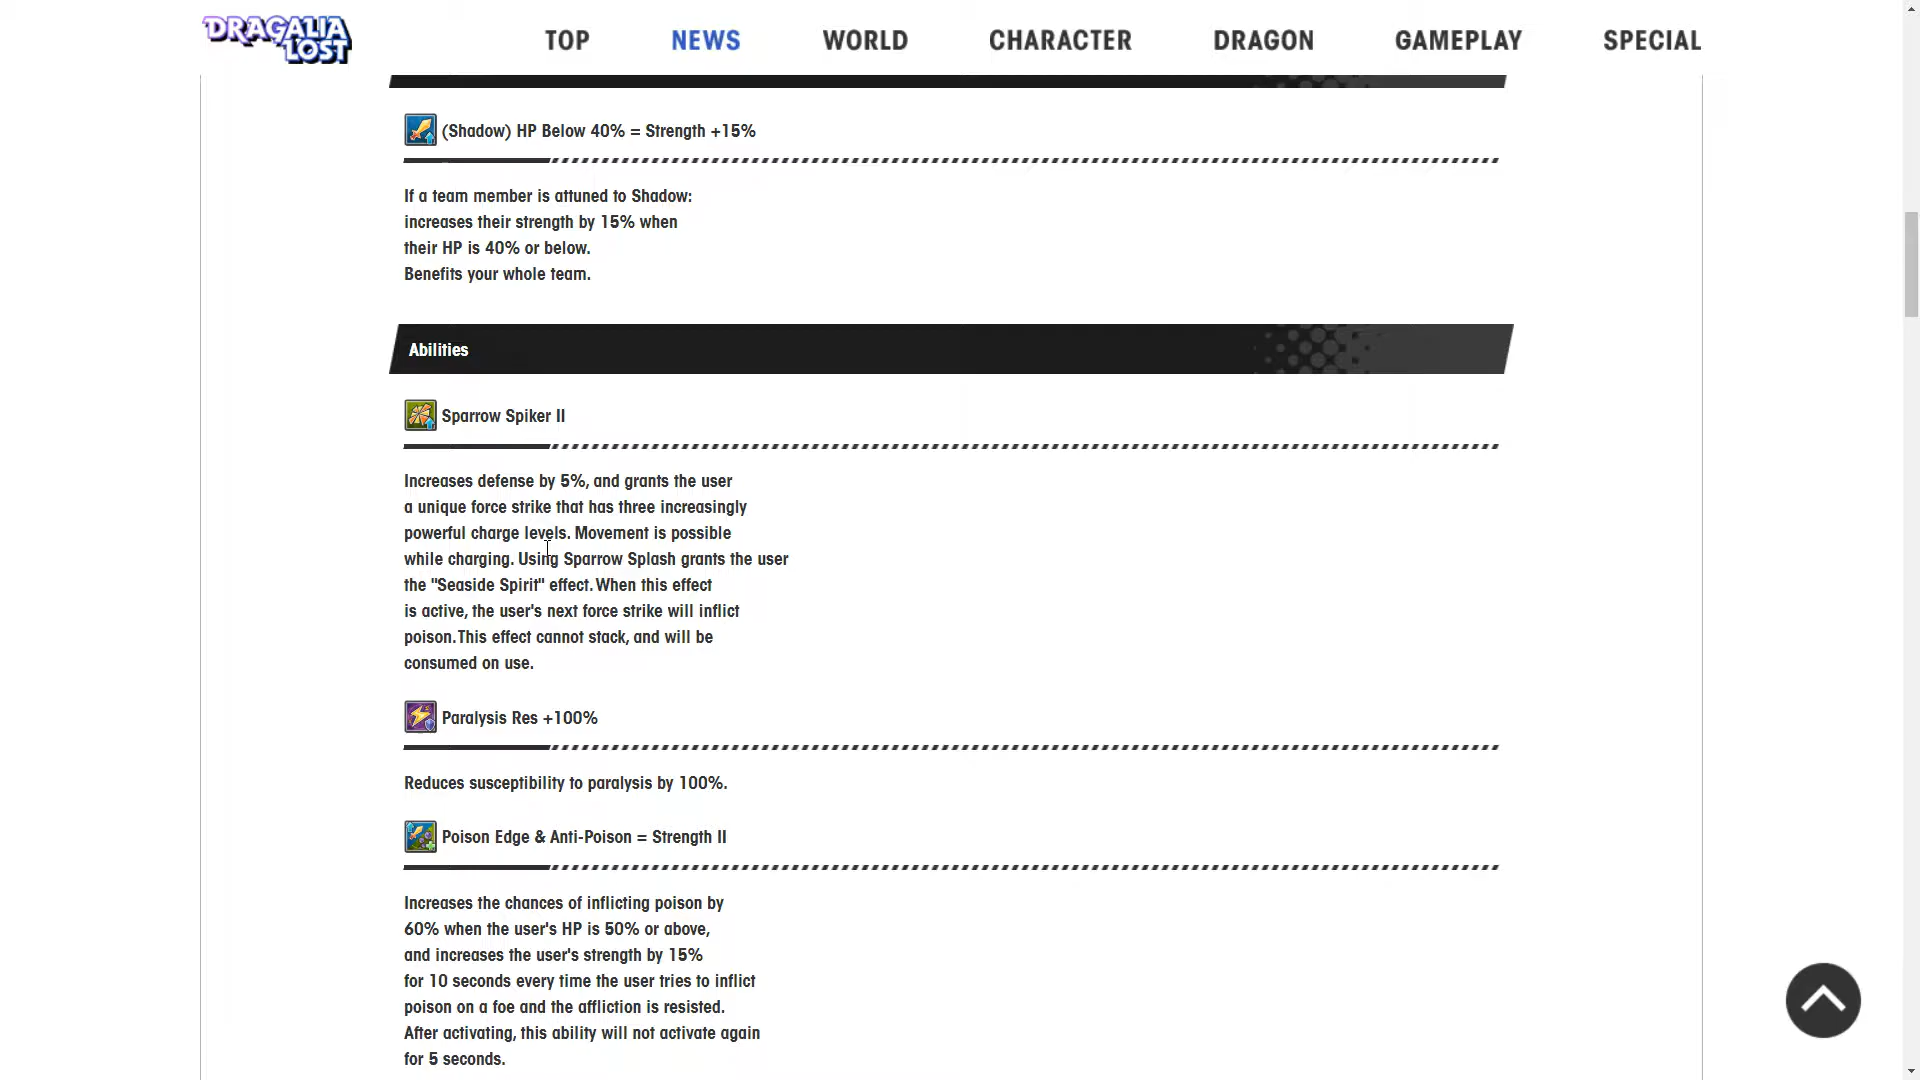 DRAGALIA LOST
TOP NEWS WORLD CHARACTER DRAGON GAMEPLAY SPECIAL
(Shadow) HP Below 40% = Strength +15%
If a team member is attuned to Shadow:
increases their strength by 15% when
their HP is 40% or below.
Benefits your whole team.
Abilities
Sparrow Spiker II
Increases defense by 5%, and grants the user
a unique force strike that has three increasingly
powerful charge levels. Movement is possible
while charging. Using Sparrow Splash grants the user
the "Seaside Spirit" effect. When this effect
is active, the user's next force strike will inflict
poison. This effect cannot stack, and will be
consumed on use.
Paralysis Res +100%
Reduces susceptibility to paralysis by 100%.
Poison Edge & Anti-Poison = Strength II
Increases the chances of inflicting poison by
60% when the user's HP is 50% or above,
and increases the user's strength by 15%
for 10 seconds every time the user tries to inflict
poison on a foe and the affliction is resisted.
After activating, this ability will not activate again
for 5 seconds.